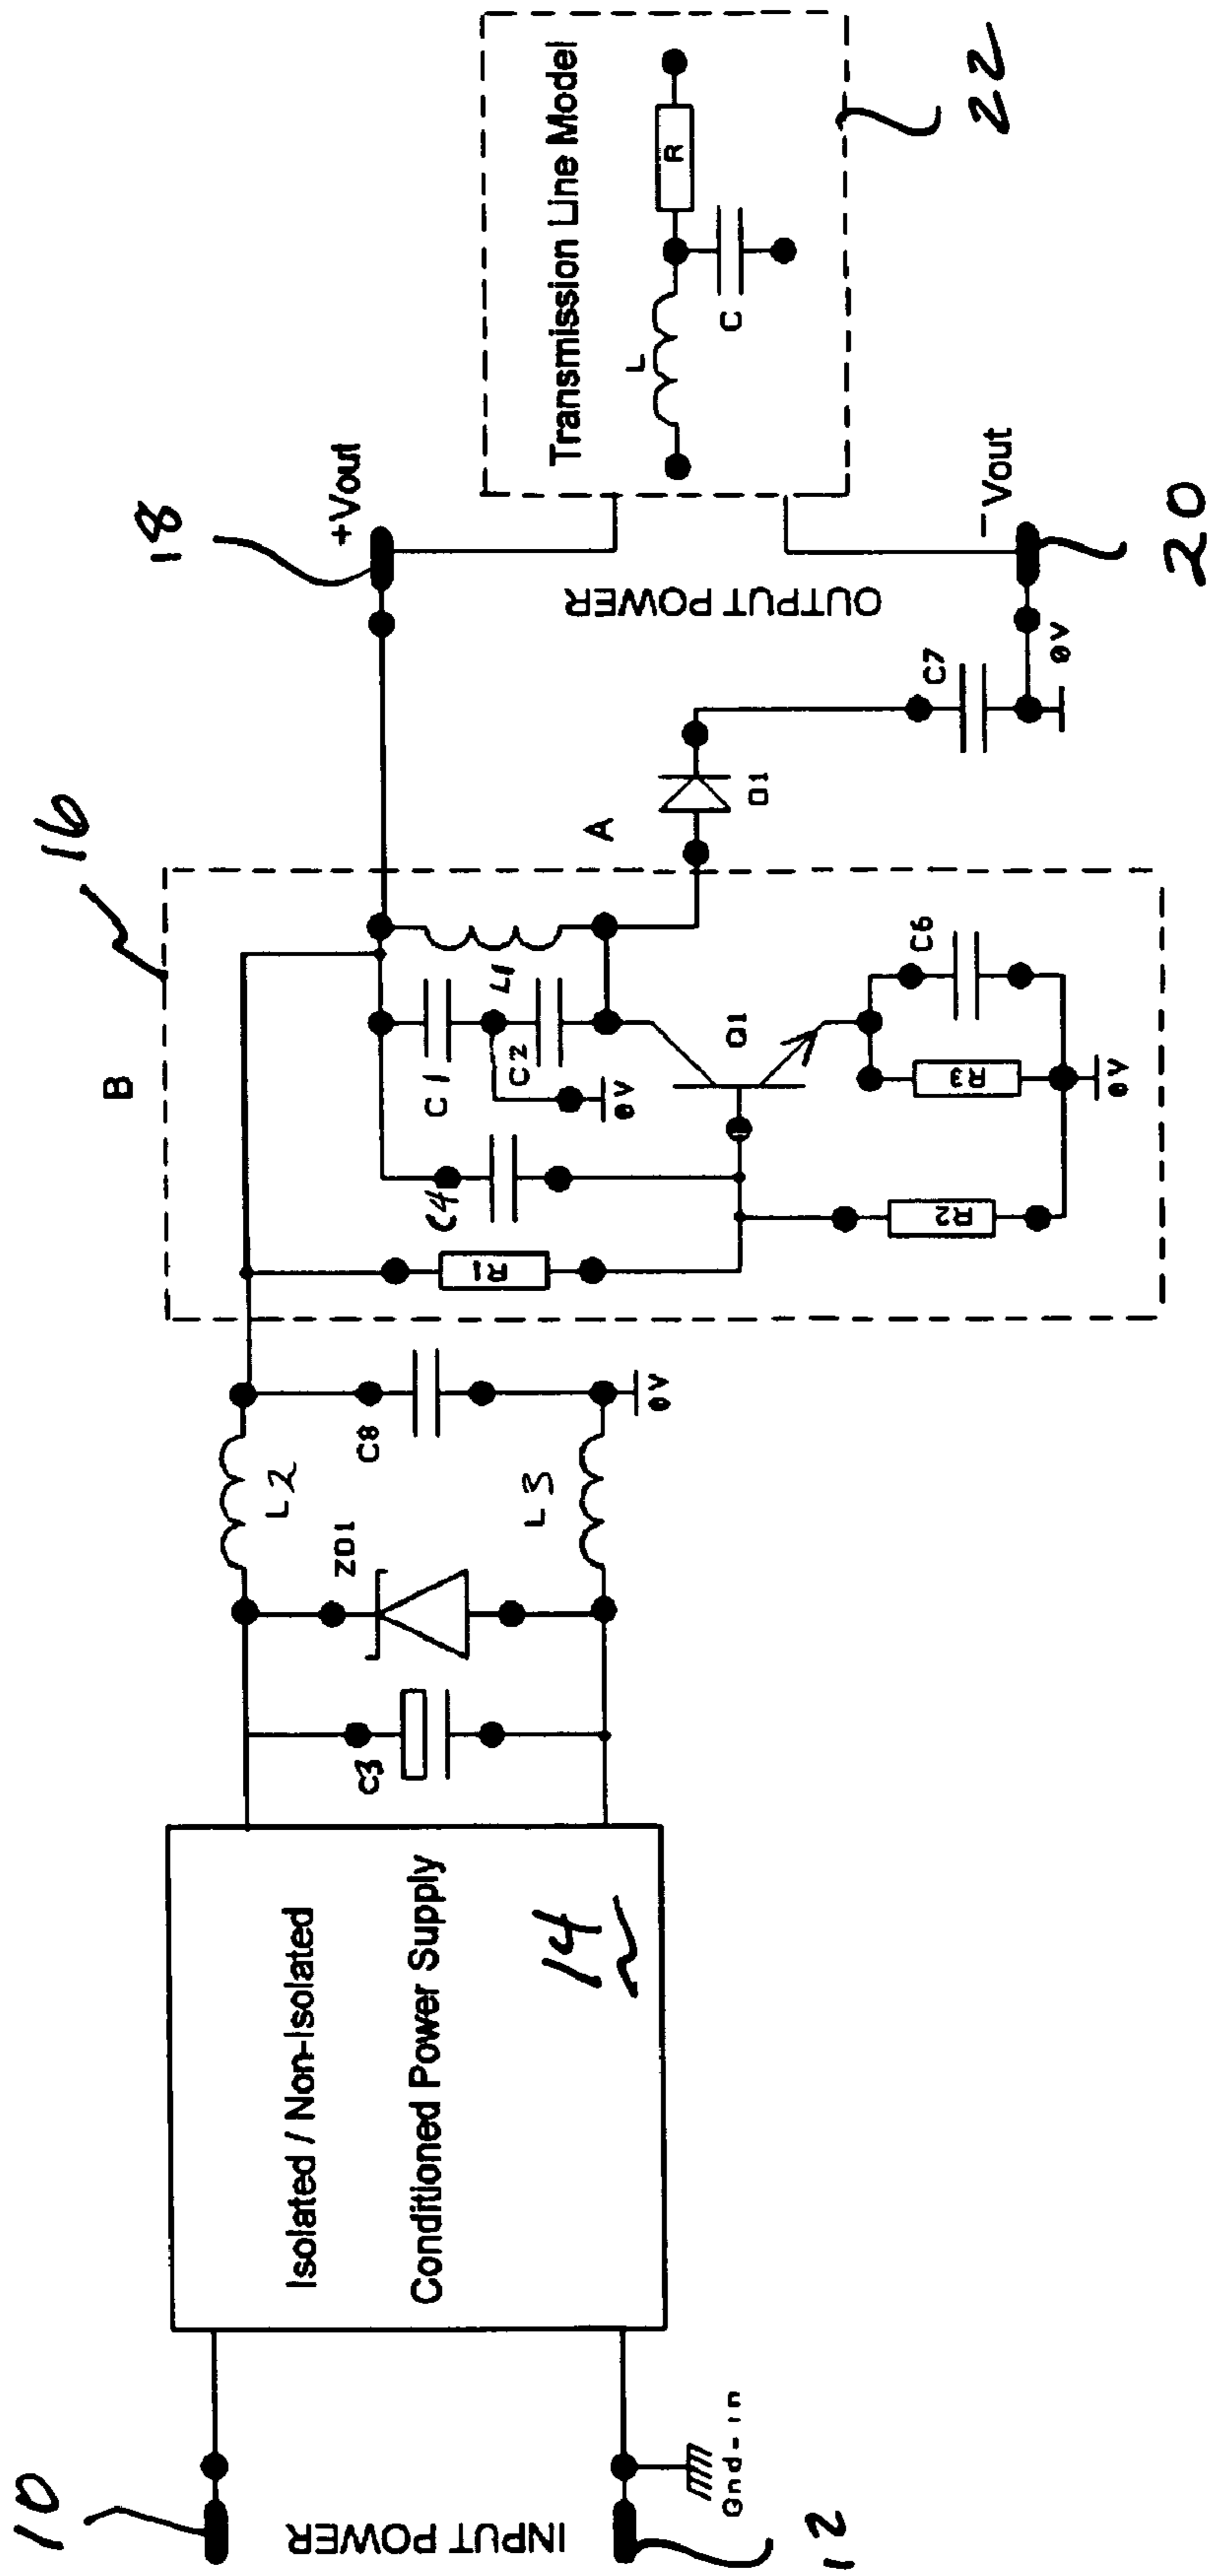 10
INPUT POWER
12
Gnd-in
Isolated / Non-Isolated
Conditioned Power Supply
14
C3
ZD1
L2
L3
C8
0V
B
16
R1
C4
R2
C1
C2
L1
0V
Q1
R3
C6
0V
A
D1
C7
0V
18
+Vout
OUTPUT POWER
-Vout
20
Transmission Line Model
L
R
C
22